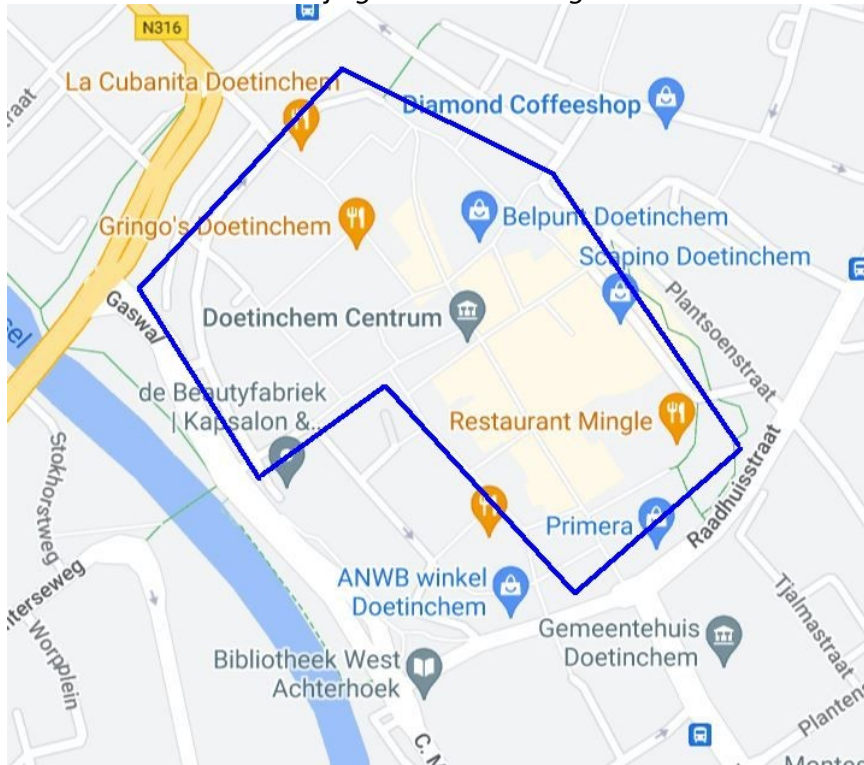 N316
La Cubanita Doetinchem
Diamond Coffeeshop
Gringo's Doetinchem
Belpunt Doetinchem
Scapino Doetinchem
Gaswal
Doetinchem Centrum
Plantsoenstraat
de Beautyfabriek
| Kapsalon &...
Restaurant Mingle
Stokhorstweg
Raadhuisstraat
Primera
ANWB winkel
Doetinchem
Tjalmastraat
Worpplein
Gemeentehuis
Doetinchem
Bibliotheek West
Achterhoek